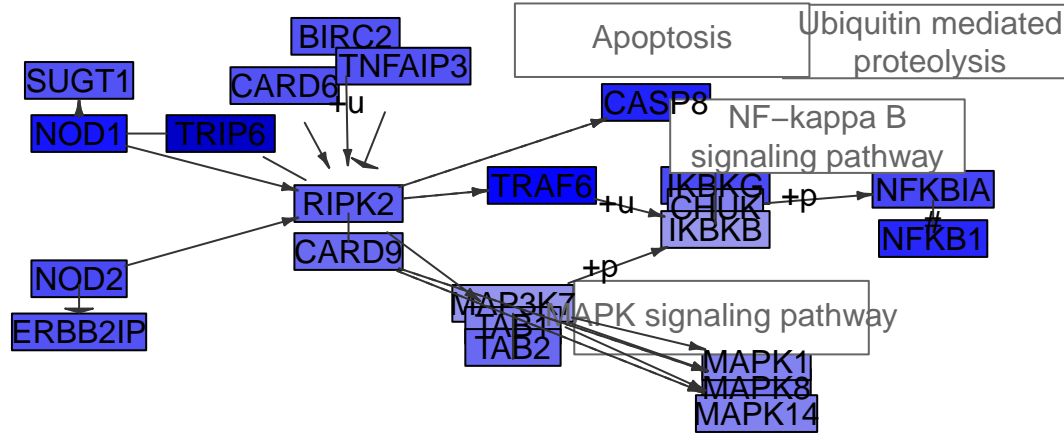 BIRC2
Apoptosis
Ubiquitin mediated
proteolysis
TNFAIP3
SUGT1
CARD6
+u
CASP8
NOD1
TRIP6
NF−kappa B
signaling pathway
RIPK2
TRAF6
+u
IKBKG
CHUK
IKBKB
+p
NFKBIA
#
NFKB1
CARD9
+p
NOD2
ERBB2IP
MAP3K7
TAB1
TAB2
MAPK signaling pathway
MAPK1
MAPK8
MAPK14